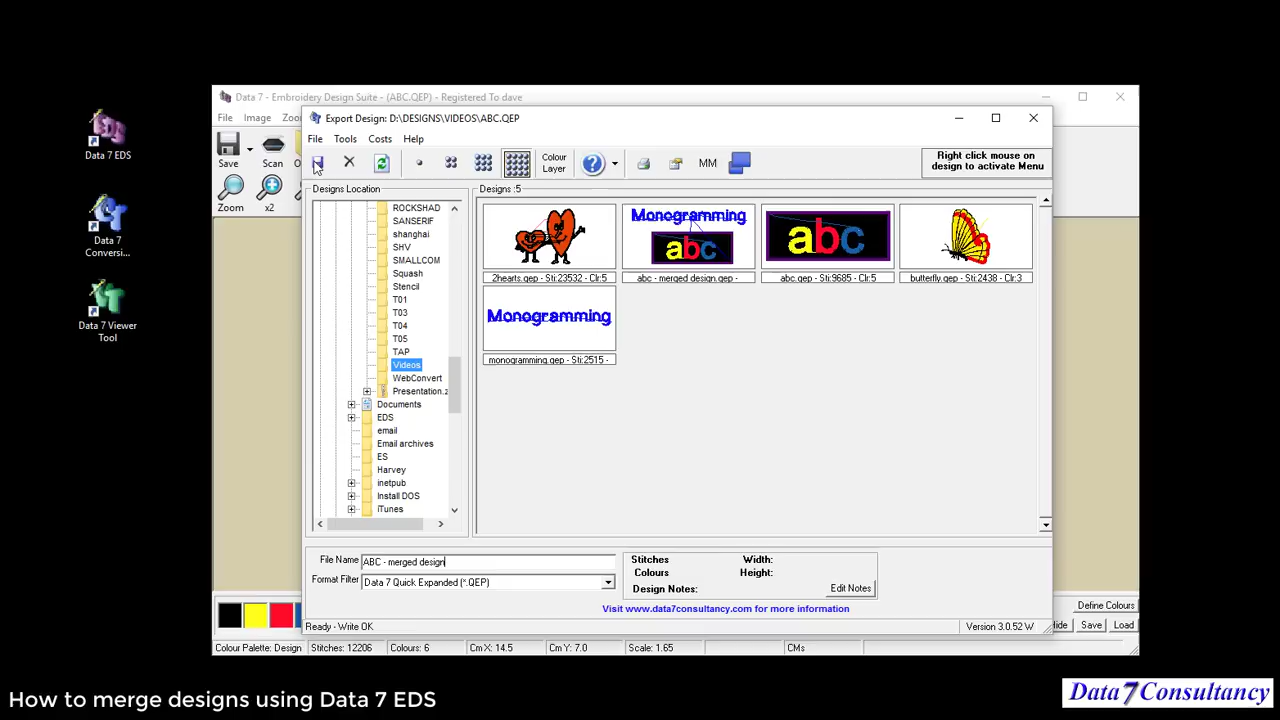 Data 7 EDS
Data 7
Conversi...
Data 7 Viewer
Tool
Data 7 - Embroidery Design Suite - (ABC.QEP) - Registered To dave
File Image Zoo
Save Scan O
Zoom x2
Export Design: D:\DESIGNS\VIDEOS\ABC.QEP
File Tools Costs Help
Colour
Layer
MM
Right click mouse on
design to activate Menu
Designs Location
ROCKSHAD
SANSERIF
shanghai
SHV
SMALLCOM
Squash
Stencil
T01
T03
T04
T05
TAP
Videos
WebConvert
Presentation.z
Documents
EDS
email
Email archives
ES
Harvey
inetpub
Install DOS
iTunes
Designs :5
2hearts.qep - Sti:23532 - Clr:5
Monogramming
abc
abc - merged design.qep -
abc
abc.qep - Sti:9685 - Clr:5
butterfly.qep - Sti:2438 - Clr:3
Monogramming
monogramming.qep - Sti:2515 -
File Name ABC - merged design
Format Filter Data 7 Quick Expanded (*.QEP)
Stitches Width:
Colours Height:
Design Notes: Edit Notes
Visit www.data7consultancy.com for more information
Ready - Write OK Version 3.0.52 W
Define Colours
Hide Save Load
Colour Palette: Design Stitches: 12206 Colours: 6 Cm X: 14.5 Cm Y: 7.0 Scale: 1.65 CMs
How to merge designs using Data 7 EDS
Data7Consultancy